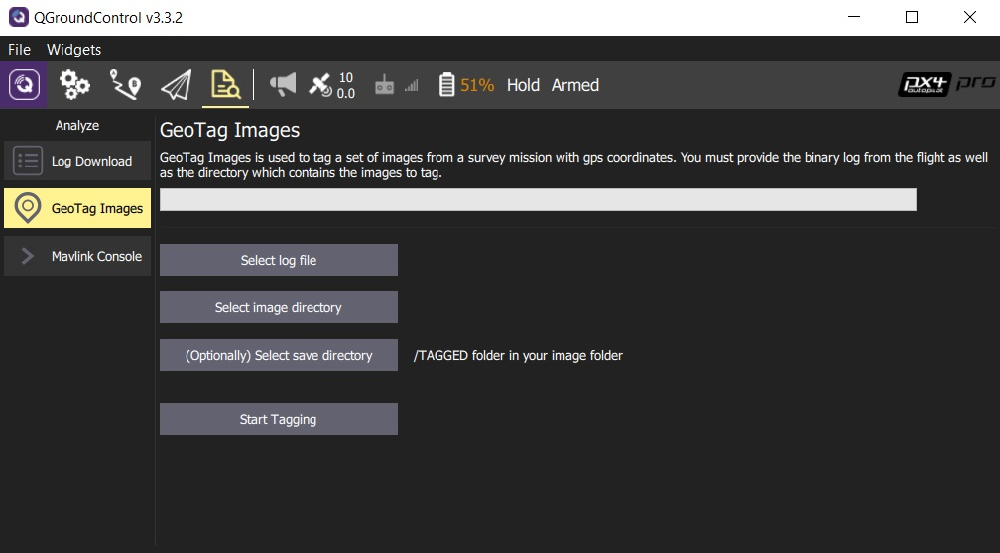 QGroundControl v3.3.2
File Widgets
10
0.0
51% Hold Armed
px4 pro
autopilot
Analyze
Log Download
GeoTag Images
Mavlink Console
GeoTag Images
GeoTag Images is used to tag a set of images from a survey mission with gps coordinates. You must provide the binary log from the flight as well
as the directory which contains the images to tag.
Select log file
Select image directory
(Optionally) Select save directory /TAGGED folder in your image folder
Start Tagging